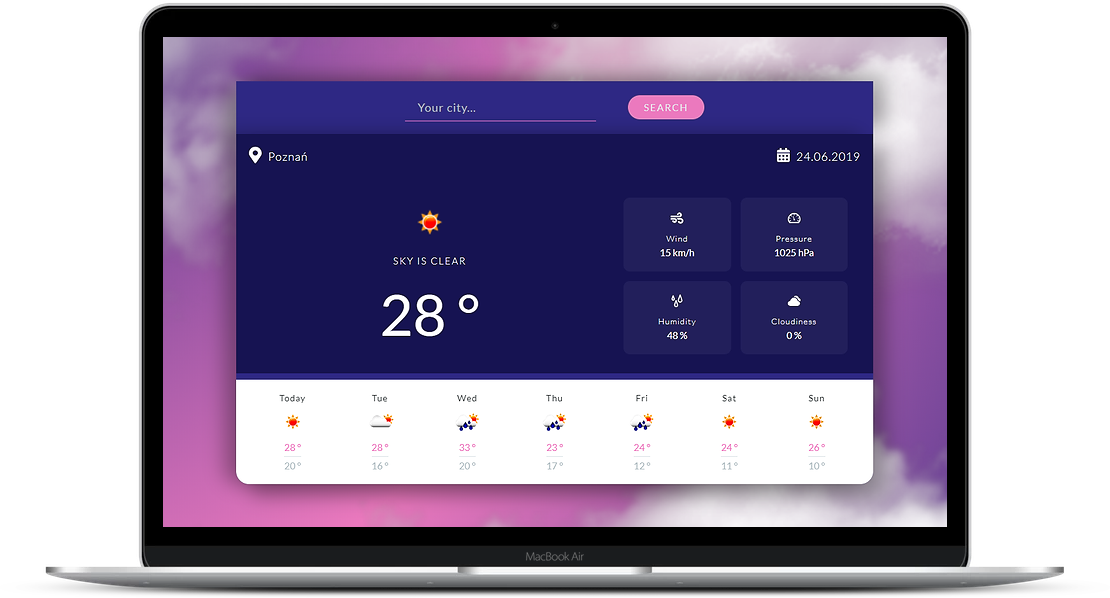 Your city...
SEARCH
Poznań
24.06.2019
SKY IS CLEAR
28 °
Wind
15 km/h
Pressure
1025 hPa
Humidity
48 %
Cloudiness
0 %
Today Tue Wed Thu Fri Sat Sun
28 ° 28 ° 33 ° 23 ° 24 ° 24 ° 26 °
20 ° 16 ° 20 ° 17 ° 12 ° 11 ° 10 °
MacBook Air